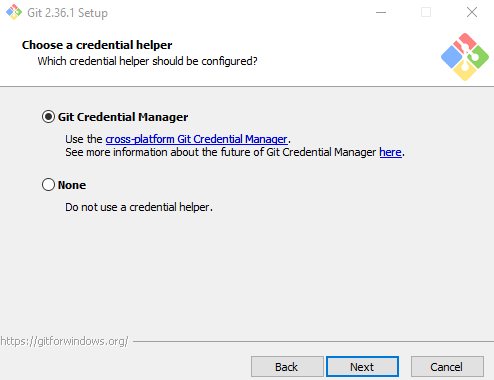 Git 2.36.1 Setup
Choose a credential helper
Which credential helper should be configured?
Git Credential Manager
Use the cross-platform Git Credential Manager.
See more information about the future of Git Credential Manager here.
None
Do not use a credential helper.
https://gitforwindows.org/
Back Next Cancel